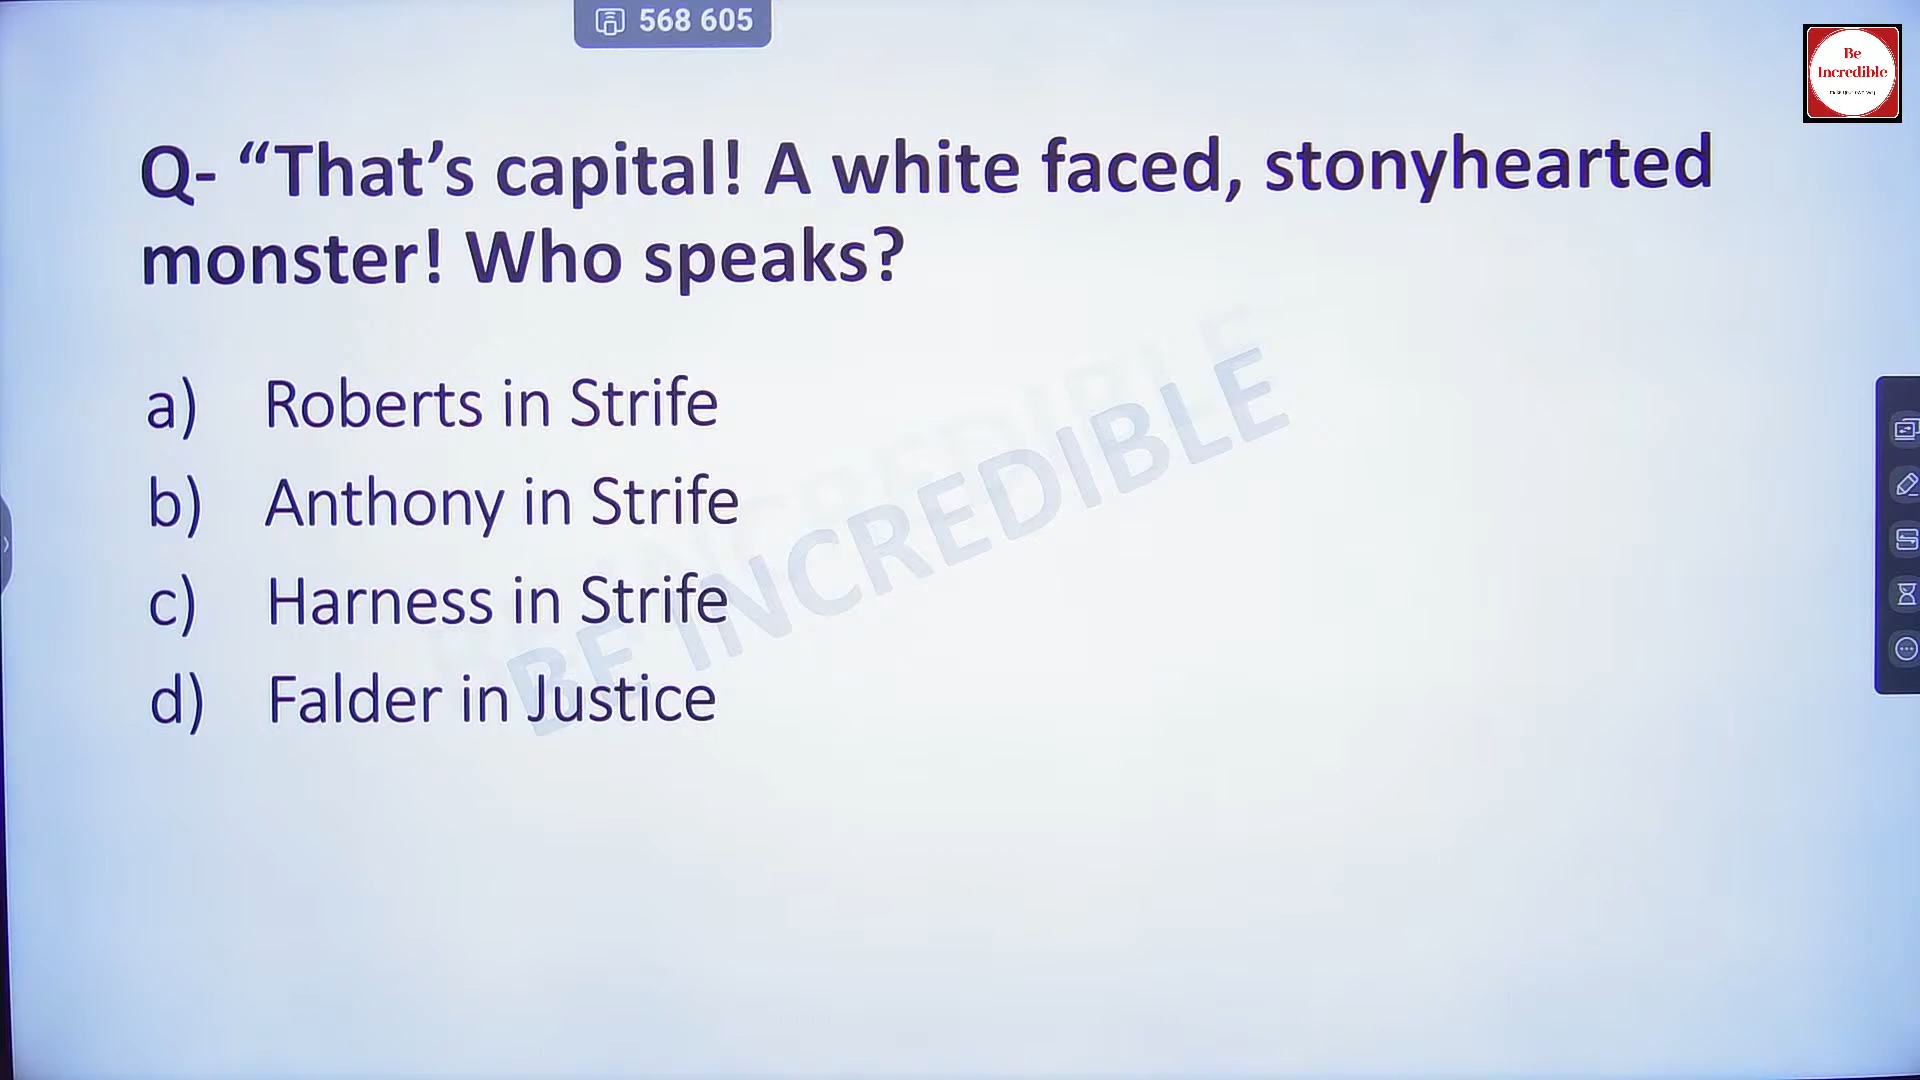 568 605
Be
Incredible
Q- “That’s capital! A white faced, stonyhearted
monster! Who speaks?
a) Roberts in Strife
b) Anthony in Strife
c) Harness in Strife
d) Falder in Justice
BE INCREDIBLE